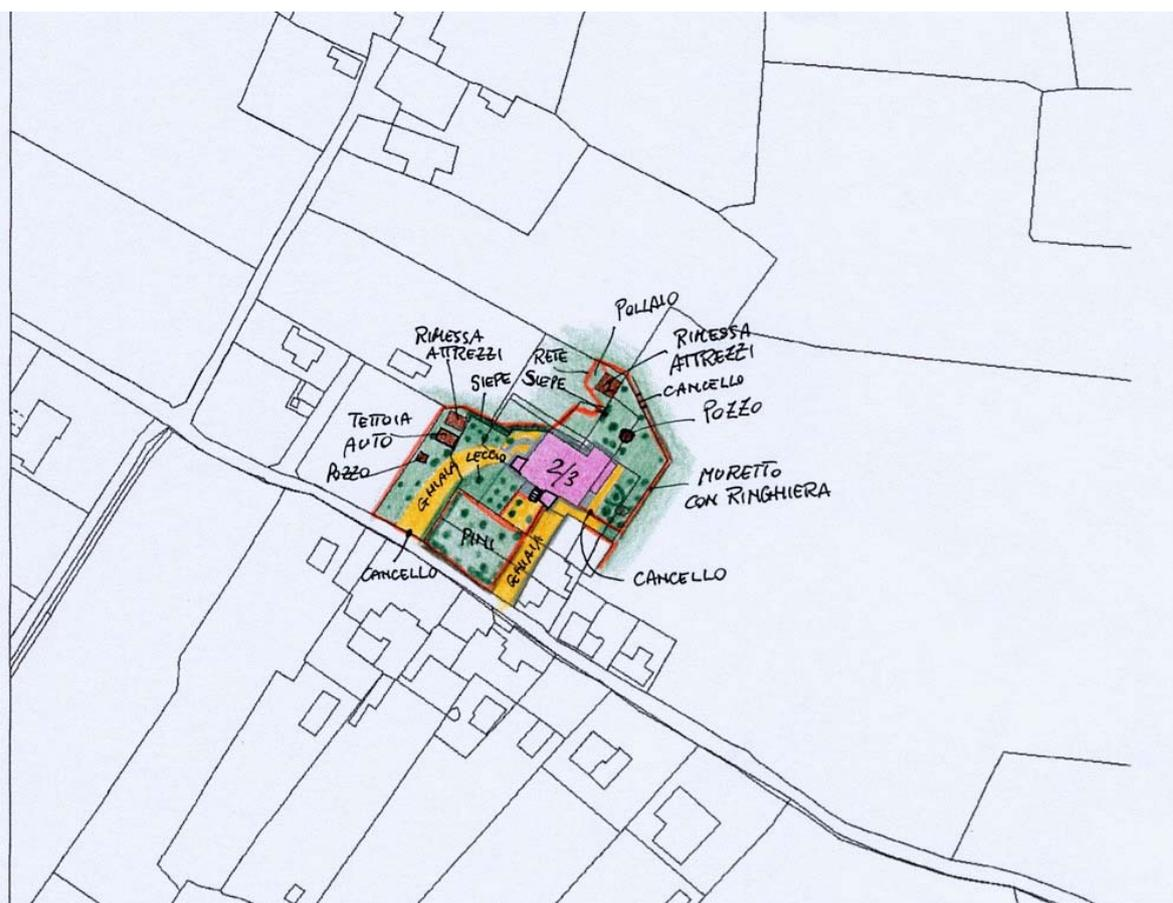 POLLAIO
RIMESSA
ATTREZZI
RETE
SIEPE
RIMESSA
ATTREZZI
CANCELLO
SIEPE
POZZO
TETTOIA
AUTO
LECCIO
2/3
POZZO
GHIAIA
MURETTO
CON RINGHIERA
PINI
GHIAIA
CANCELLO
CANCELLO